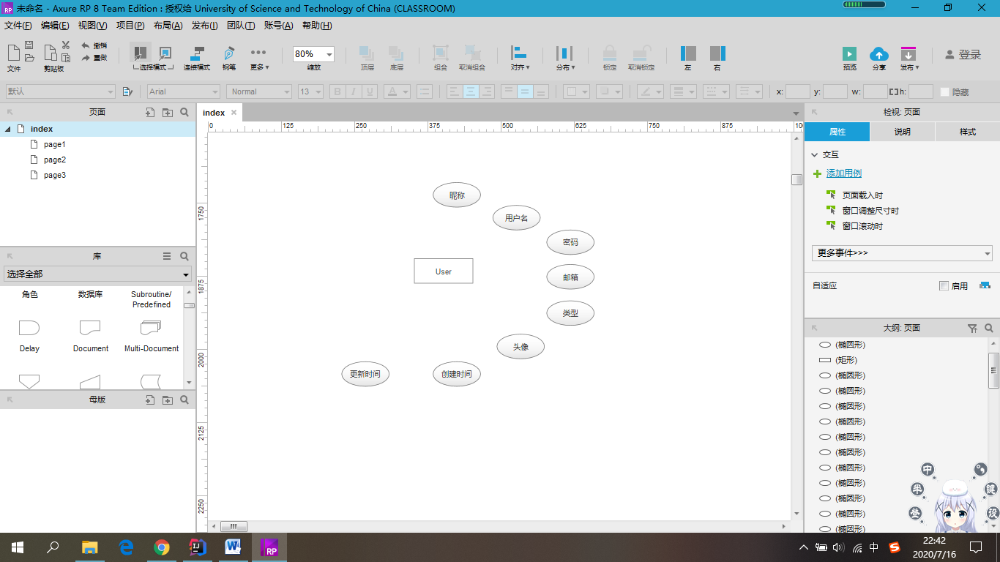 RP 未命名 - Axure RP 8 Team Edition : 授权给 University of Science and Technology of China (CLASSROOM)
文件(F) 编辑(E) 视图(V) 项目(P) 布局(A) 发布(I) 团队(T) 账号(A) 帮助(H)
撤销
重做
文件 剪贴板 选择模式 连接模式 钢笔 更多 80% 缩放 顶层 底层 组合 取消组合 对齐 分布 锁定 取消锁定 左 右 预览 分享 发布 登录
默认 Arial Normal 13 B I U A x: y: w: h: 隐藏
页面
index
page1
page2
page3
库
选择全部
角色 数据库 Subroutine/
Predefined
Delay Document Multi-Document
母版
index
0 125 250 375 500 625 750 875
1750
1875
2000
2125
2250
昵称
用户名
密码
User
邮箱
类型
头像
更新时间 创建时间
检视: 页面
属性 说明 样式
交互
添加用例
页面载入时
窗口调整尺寸时
窗口滚动时
更多事件>>>
自适应 启用
大纲: 页面
(椭圆形)
(矩形)
(椭圆形)
(椭圆形)
(椭圆形)
(椭圆形)
(椭圆形)
(椭圆形)
(椭圆形)
(椭圆形)
(椭圆形)
(椭圆形)
(椭圆形)
中
半 键
登 设
IJ W RP 中 S 22:42
2020/7/16